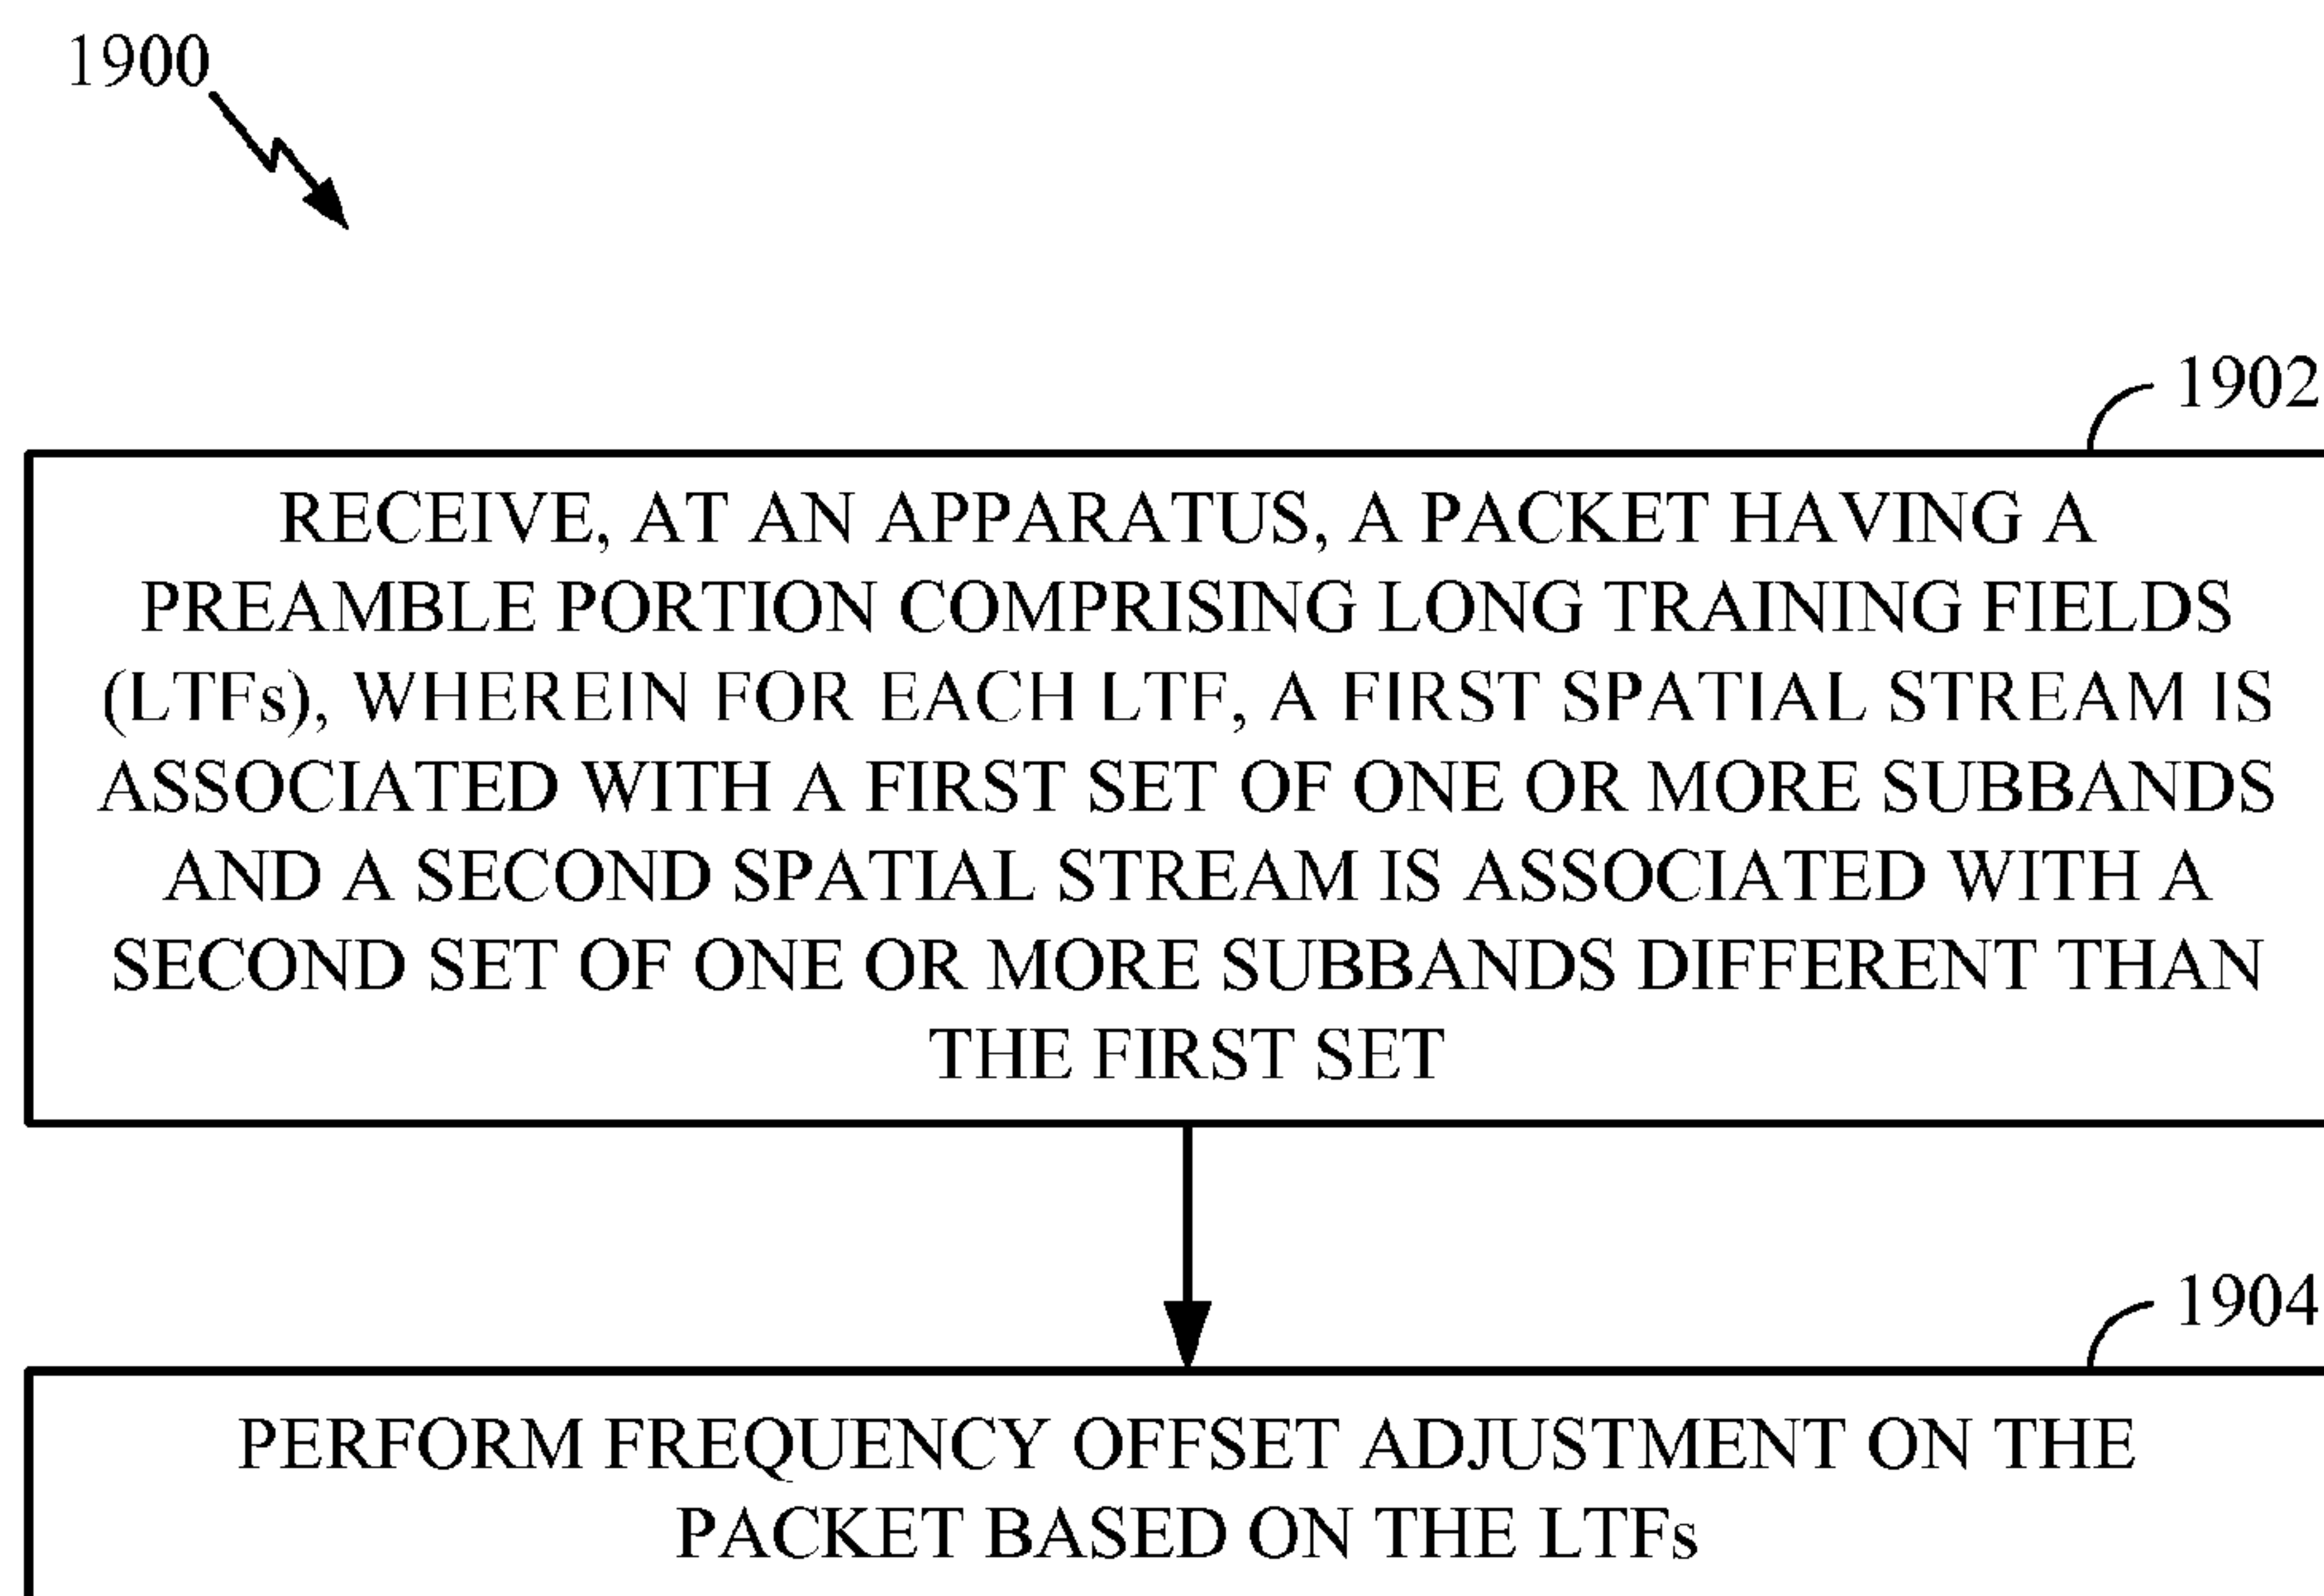 1900
1902
RECEIVE, AT AN APPARATUS, A PACKET HAVING A
PREAMBLE PORTION COMPRISING LONG TRAINING FIELDS
(LTFs), WHEREIN FOR EACH LTF, A FIRST SPATIAL STREAM IS
ASSOCIATED WITH A FIRST SET OF ONE OR MORE SUBBANDS
AND A SECOND SPATIAL STREAM IS ASSOCIATED WITH A
SECOND SET OF ONE OR MORE SUBBANDS DIFFERENT THAN
THE FIRST SET
1904
PERFORM FREQUENCY OFFSET ADJUSTMENT ON THE
PACKET BASED ON THE LTFs